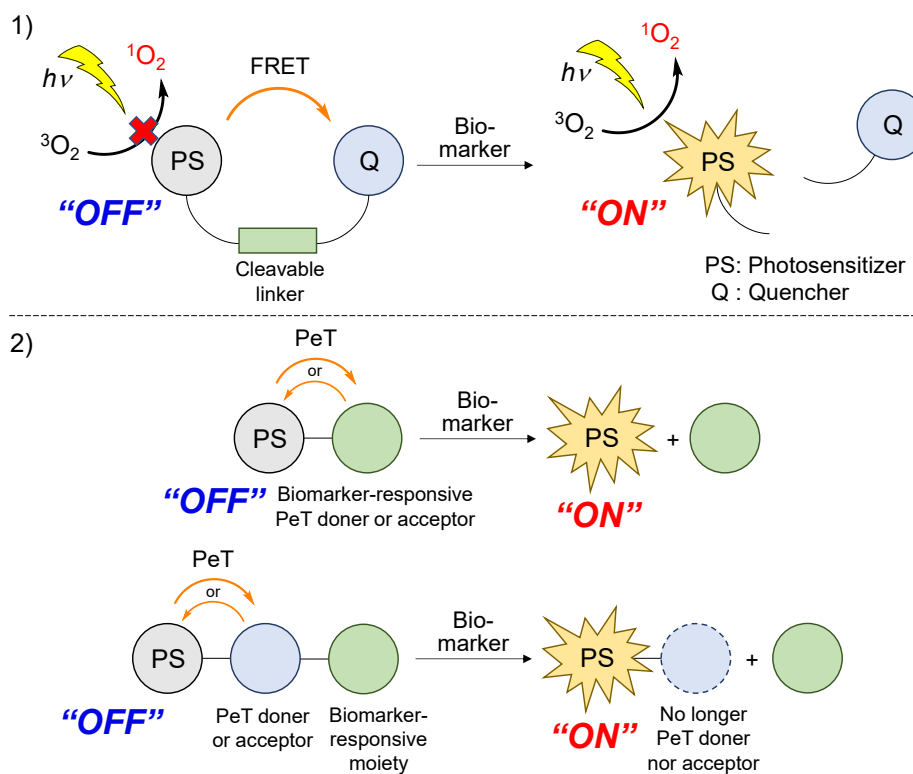 1)
hν
¹O₂
³O₂
FRET
PS
Q
"OFF"
Cleavable
linker
Bio-
marker
hν
¹O₂
³O₂
PS
Q
"ON"
PS: Photosensitizer
Q : Quencher
2)
PeT
or
PS
"OFF"
Biomarker-responsive
PeT doner or acceptor
Bio-
marker
PS
+
"ON"
PeT
or
PS
"OFF"
PeT doner
or acceptor
Biomarker-
responsive
moiety
Bio-
marker
PS
+
"ON"
No longer
PeT doner
nor acceptor